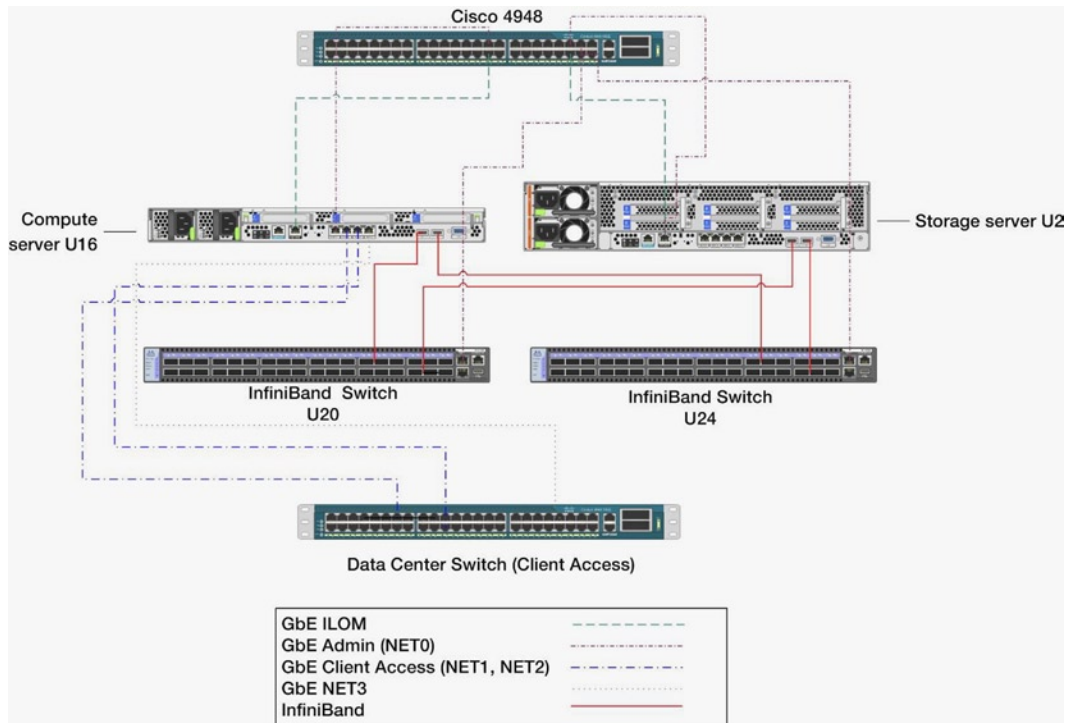 Cisco 4948
Compute
server U16
Storage server U2
InfiniBand Switch
U20
InfiniBand Switch
U24
Data Center Switch (Client Access)
GbE ILOM
GbE Admin (NET0)
GbE Client Access (NET1, NET2)
GbE NET3
InfiniBand